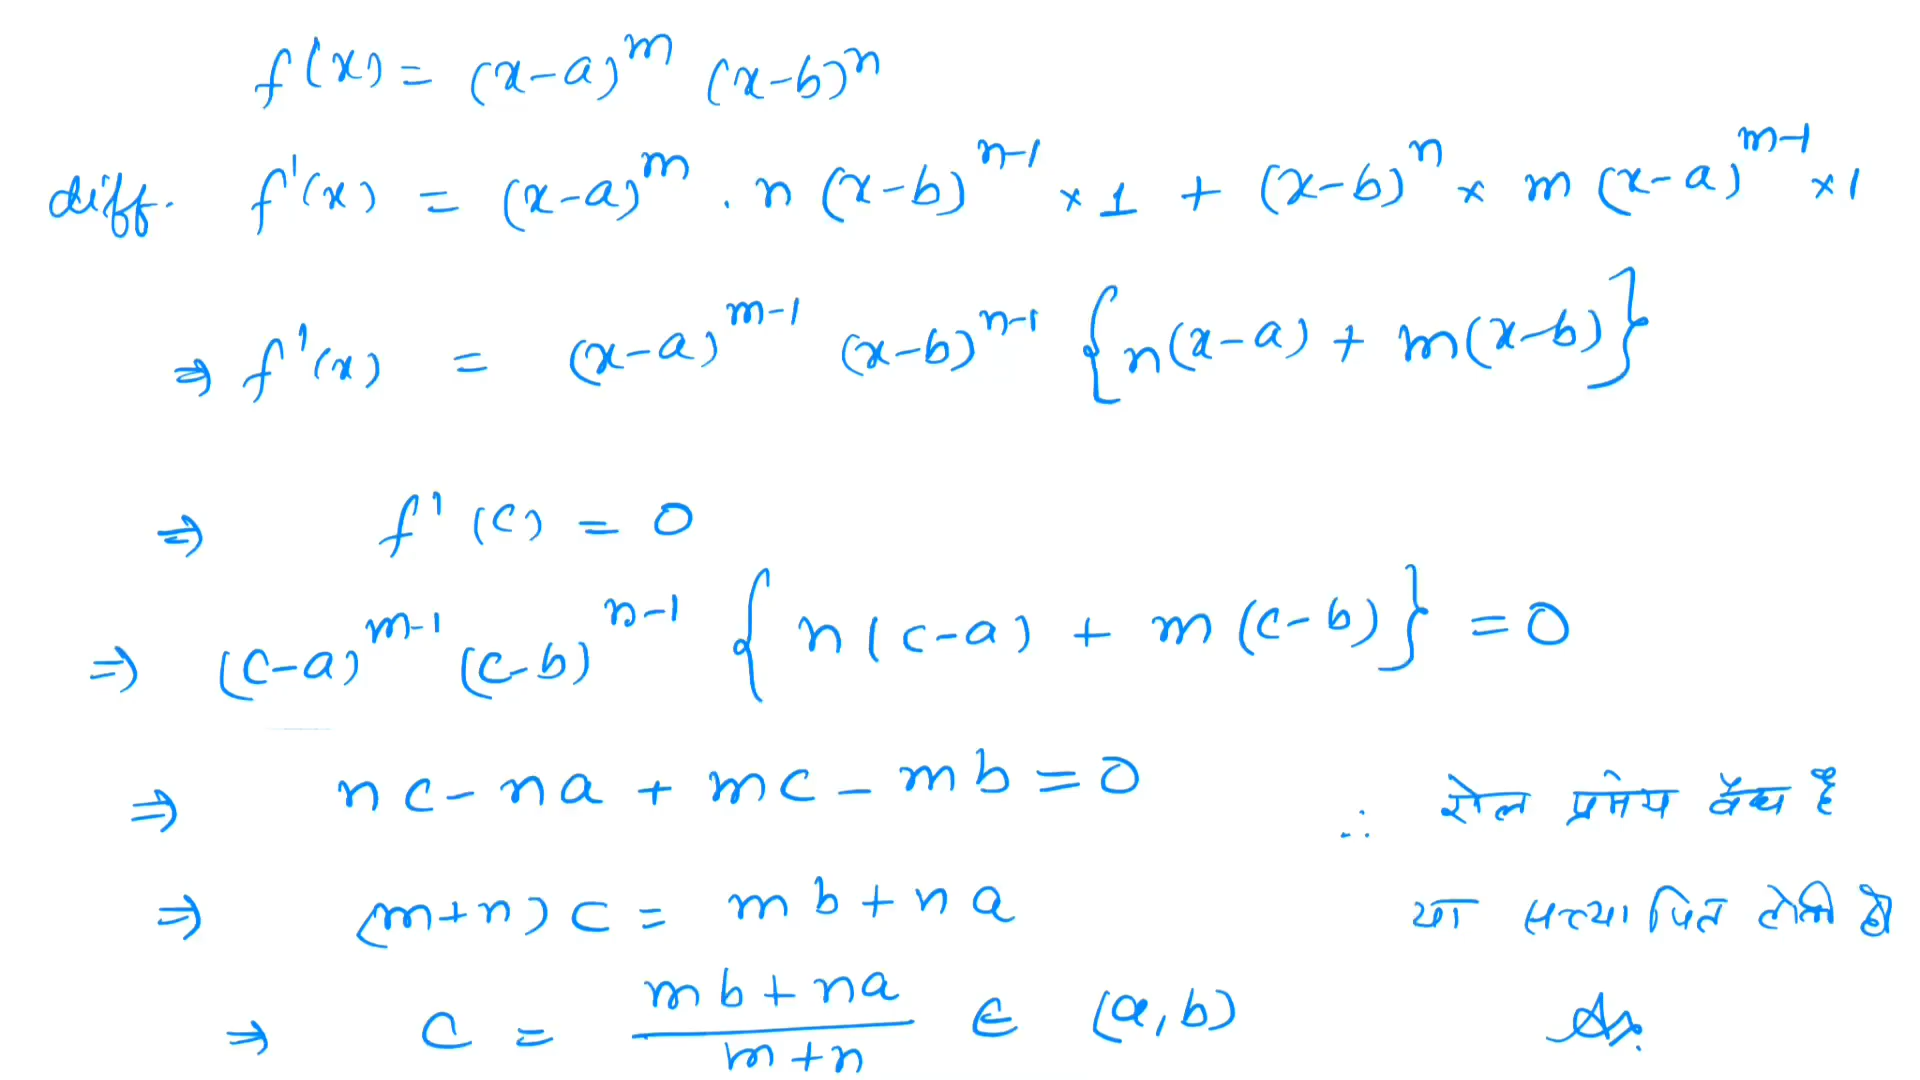 f(x) = (x-a)^m (x-b)^n
diff. f'(x) = (x-a)^m . n (x-b)^{n-1} × 1 + (x-b)^n × m (x-a)^{m-1} × 1
⇒ f'(x) = (x-a)^{m-1} (x-b)^{n-1} {n(x-a) + m(x-b)}
⇒ f'(c) = 0
⇒ (c-a)^{m-1} (c-b)^{n-1} {n(c-a) + m(c-b)} = 0
⇒ nc - na + mc - mb = 0
⇒ (m+n)c = mb + na
⇒ c = \frac{mb+na}{m+n} ∈ (a,b)
∴ रोल प्रमेय वैध है
या सत्यापित होती है
Ans.